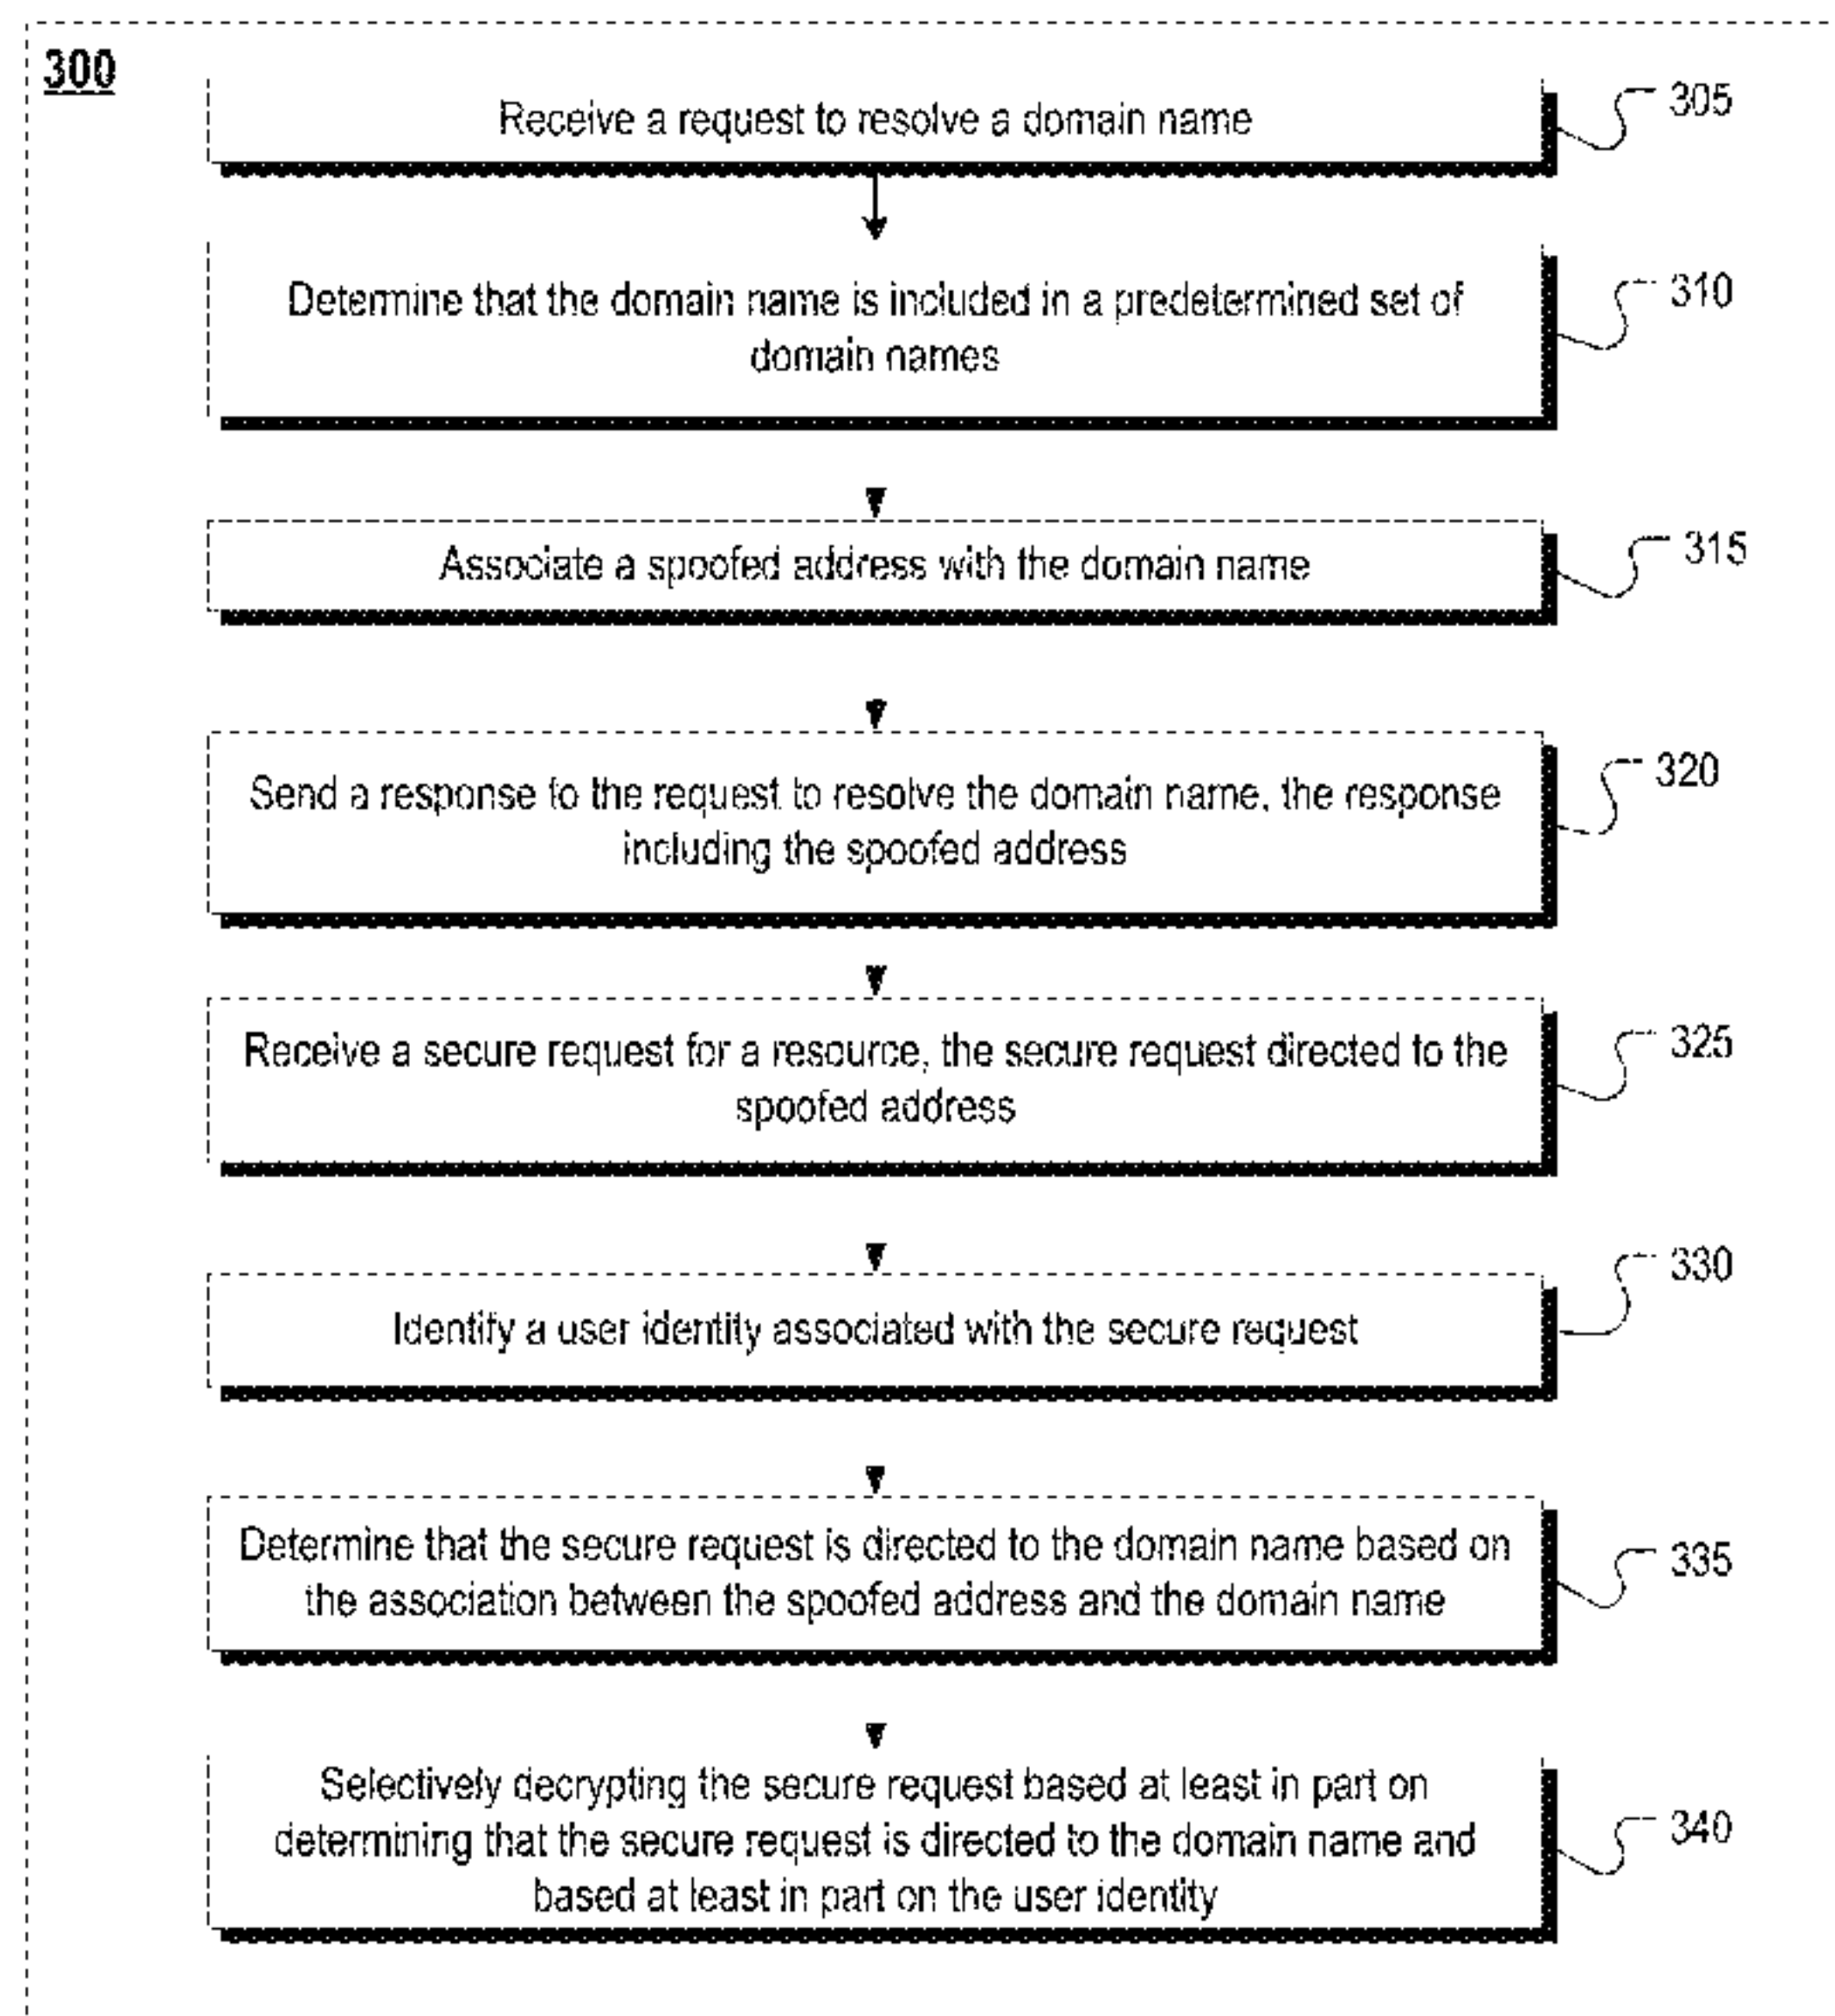 300
Receive a request to resolve a domain name
305
Determine that the domain name is included in a predetermined set of
domain names
310
Associate a spoofed address with the domain name
315
Send a response to the request to resolve the domain name, the response
including the spoofed address
320
Receive a secure request for a resource, the secure request directed to the
spoofed address
325
Identify a user identity associated with the secure request
330
Determine that the secure request is directed to the domain name based on
the association between the spoofed address and the domain name
335
Selectively decrypting the secure request based at least in part on
determining that the secure request is directed to the domain name and
based at least in part on the user identity
340